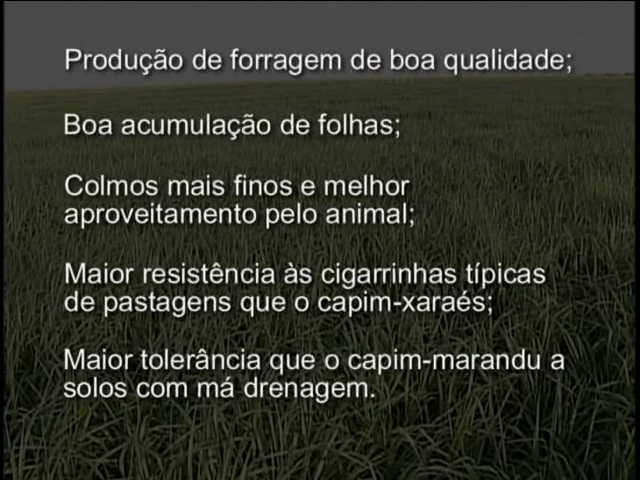 Produção de forragem de boa qualidade;
Boa acumulação de folhas;
Colmos mais finos e melhor
aproveitamento pelo animal;
Maior resistência às cigarrinhas típicas
de pastagens que o capim-xaraés;
Maior tolerância que o capim-marandu a
solos com má drenagem.